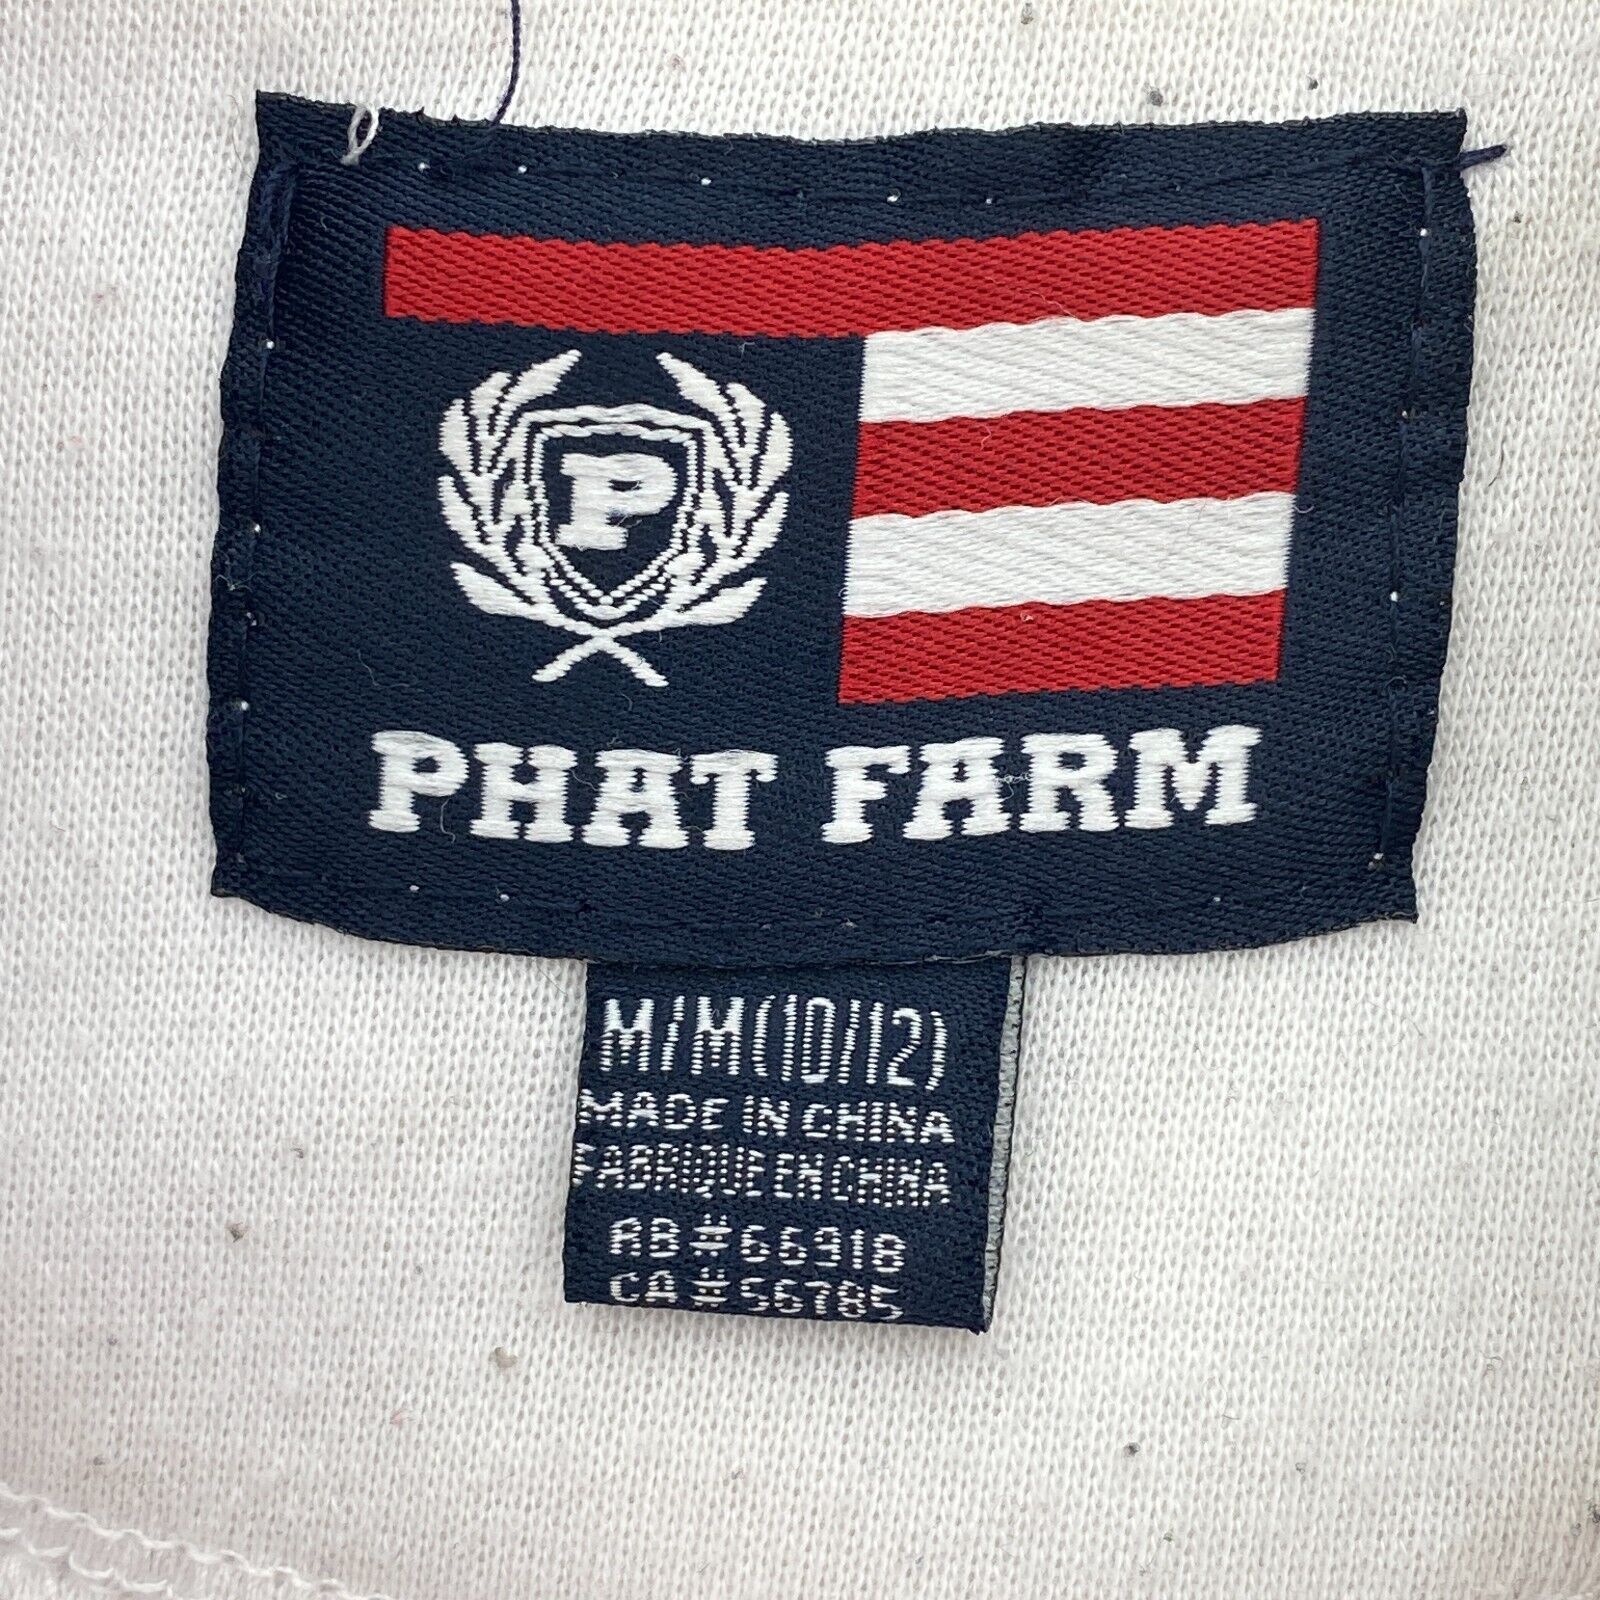 P
PHAT FARM
M/M(10/12)
MADE IN CHINA
FABRIQUE EN CHINA
RB#66918
CA#56785